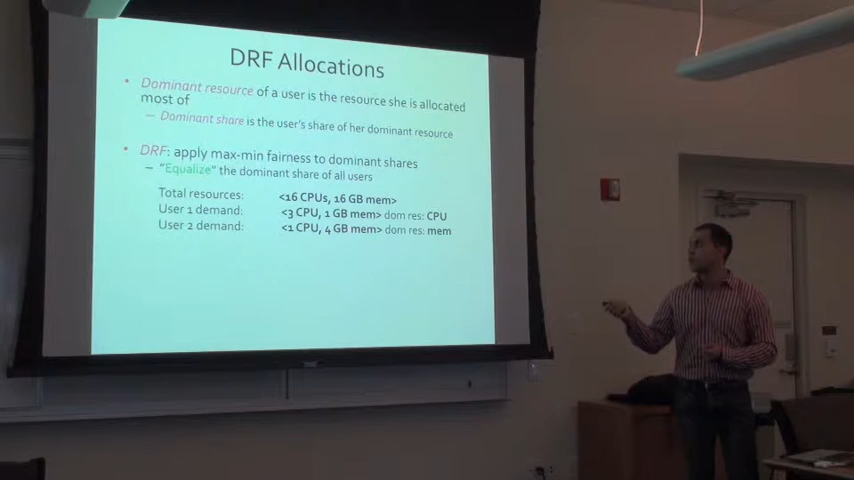 DRF Allocations
• Dominant resource of a user is the resource she is allocated
most of
– Dominant share is the user's share of her dominant resource
• DRF: apply max-min fairness to dominant shares
– "Equalize" the dominant share of all users
Total resources: <16 CPUs, 16 GB mem>
User 1 demand: <3 CPU, 1 GB mem> dom res: CPU
User 2 demand: <1 CPU, 4 GB mem> dom res: mem